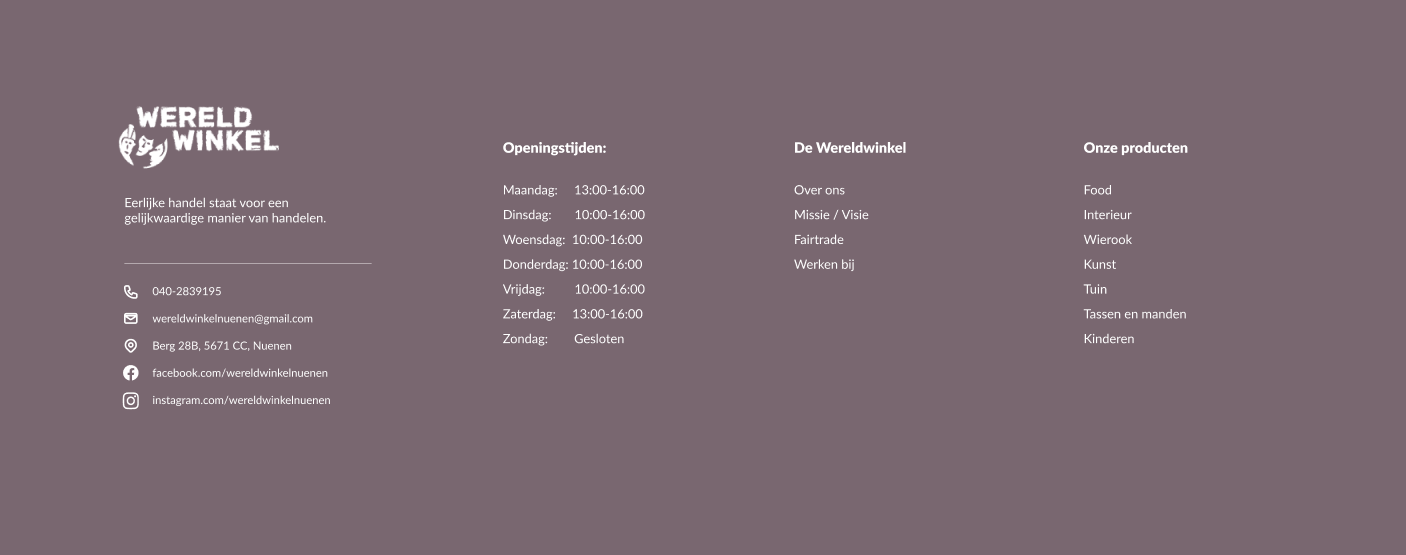 WERELD
WINKEL
Eerlijke handel staat voor een
gelijkwaardige manier van handelen.
040-2839195
wereldwinkelnuenen@gmail.com
Berg 28B, 5671 CC, Nuenen
facebook.com/wereldwinkelnuenen
instagram.com/wereldwinkelnuenen
Openingstijden:
Maandag: 13:00-16:00
Dinsdag: 10:00-16:00
Woensdag: 10:00-16:00
Donderdag: 10:00-16:00
Vrijdag: 10:00-16:00
Zaterdag: 13:00-16:00
Zondag: Gesloten
De Wereldwinkel
Over ons
Missie / Visie
Fairtrade
Werken bij
Onze producten
Food
Interieur
Wierook
Kunst
Tuin
Tassen en manden
Kinderen